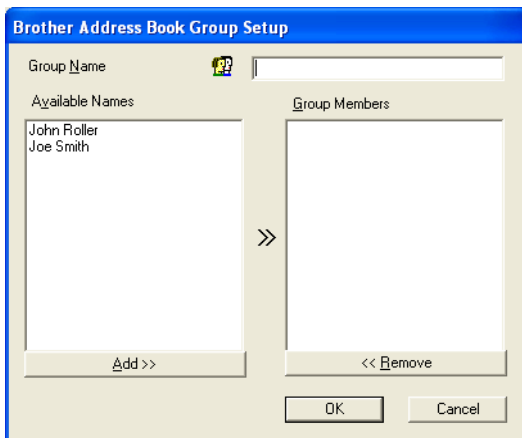 Brother Address Book Group Setup
Group Name
Available Names
Group Members
John Roller
Joe Smith
Add >>
<< Remove
OK
Cancel